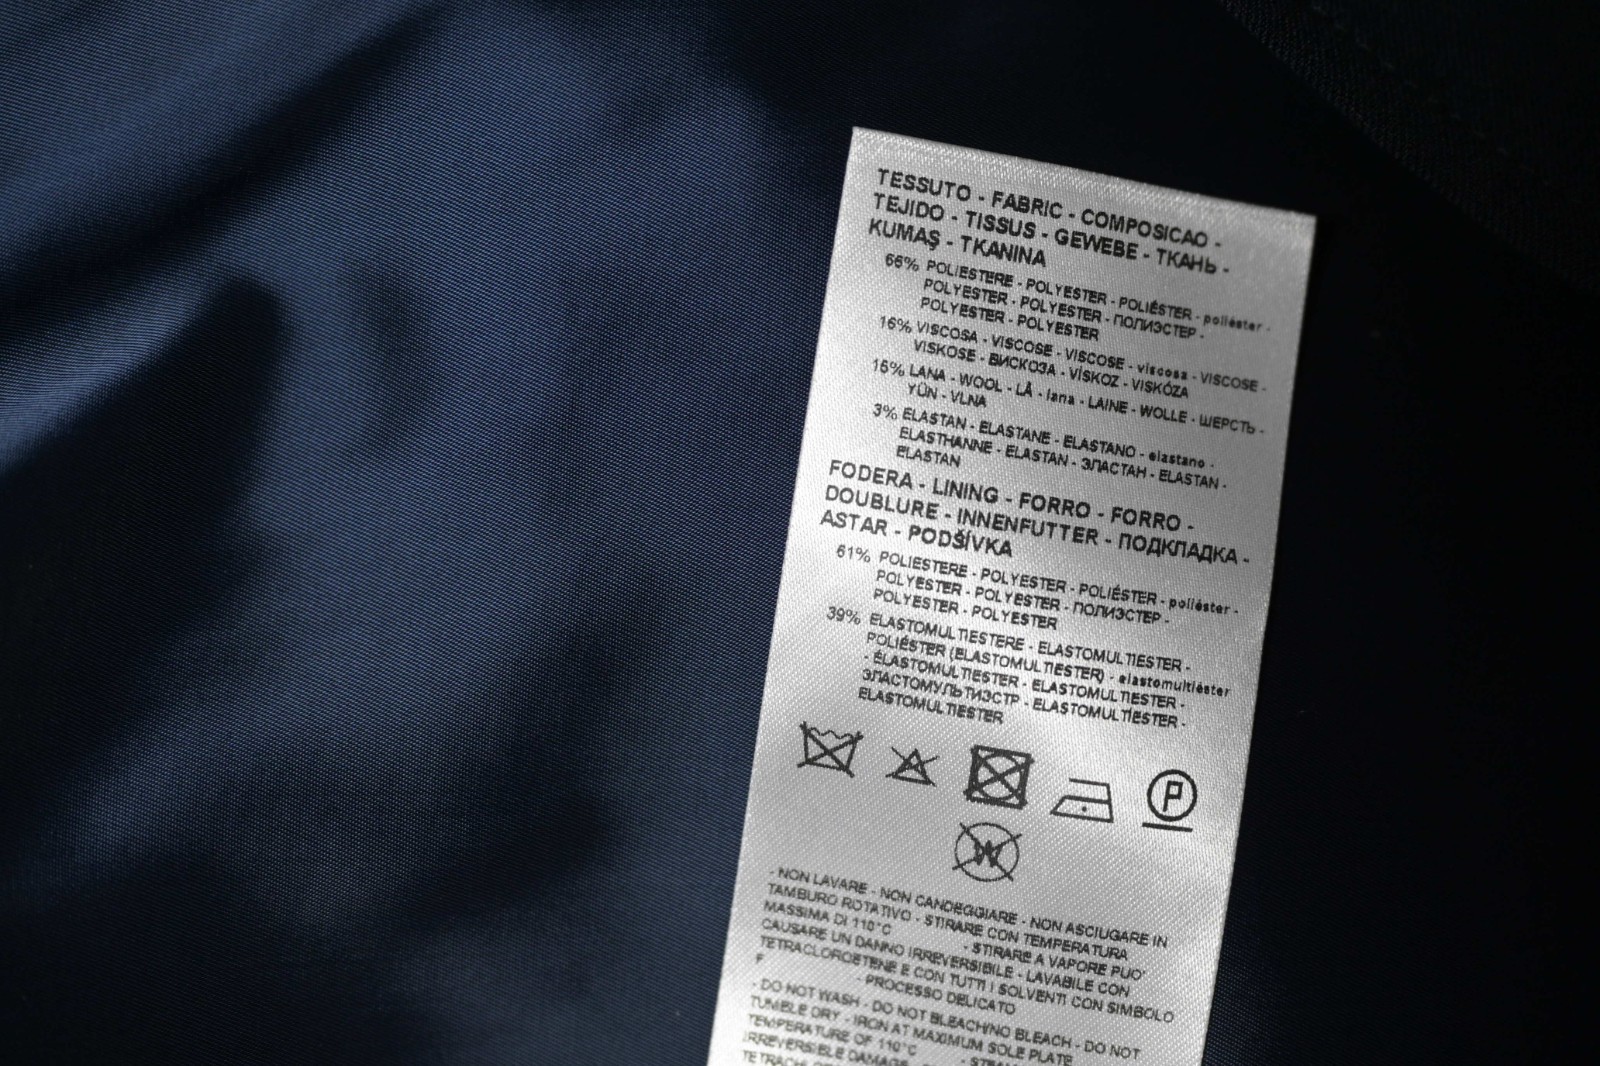 TESSUTO - FABRIC - COMPOSICAO -
TEJIDO - TISSUS - GEWEBE - ТКАНЬ -
KUMAŞ - TKANINA
66% POLIESTERE - POLYESTER - POLIÉSTER - poliéster -
POLYESTER - POLYESTER - ПОЛИЭСТЕР -
POLYESTER - POLYESTER
16% VISCOSA - VISCOSE - VISCOSE - viscosa - VISCOSE -
VISKOSE - ВИСКОЗА - VİSKOZ - VISKÓZA
15% LANA - WOOL - LÃ - lana - LAINE - WOLLE - ШЕРСТЬ -
YÜN - VLNA
3% ELASTAN - ELASTANE - ELASTANO - elastano -
ELASTHANNE - ELASTAN - ЭЛАСТАН - ELASTAN -
ELASTAN
FODERA - LINING - FORRO - FORRO -
DOUBLURE - INNENFUTTER - ПОДКЛАДКА -
ASTAR - PODŠÍVKA
61% POLIESTERE - POLYESTER - POLIÉSTER - poliéster -
POLYESTER - POLYESTER - ПОЛИЭСТЕР -
POLYESTER - POLYESTER
39% ELASTOMULTIESTERE - ELASTOMULTIESTER -
POLIÉSTER (ELASTOMULTIESTER) - elastomultiéster
- ÉLASTOMULTIESTER - ELASTOMULTIESTER -
ЭЛАСТОМУЛЬТИЭСТР - ELASTOMULTİESTER -
ELASTOMULTIESTER
P
W
- NON LAVARE - NON CANDEGGIARE - NON ASCIUGARE IN
TAMBURO ROTATIVO - STIRARE CON TEMPERATURA
MASSIMA DI 110°C - STIRARE A VAPORE PUO'
CAUSARE UN DANNO IRREVERSIBILE - LAVABILE CON
TETRACLOROETENE E CON TUTTI I SOLVENTI CON SIMBOLO
F - PROCESSO DELICATO
- DO NOT WASH - DO NOT BLEACH/NO BLEACH - DO NOT
TUMBLE DRY - IRON AT MAXIMUM SOLE PLATE
TEMPERATURE OF 110°C
IRREVERSIBLE DAMAGE